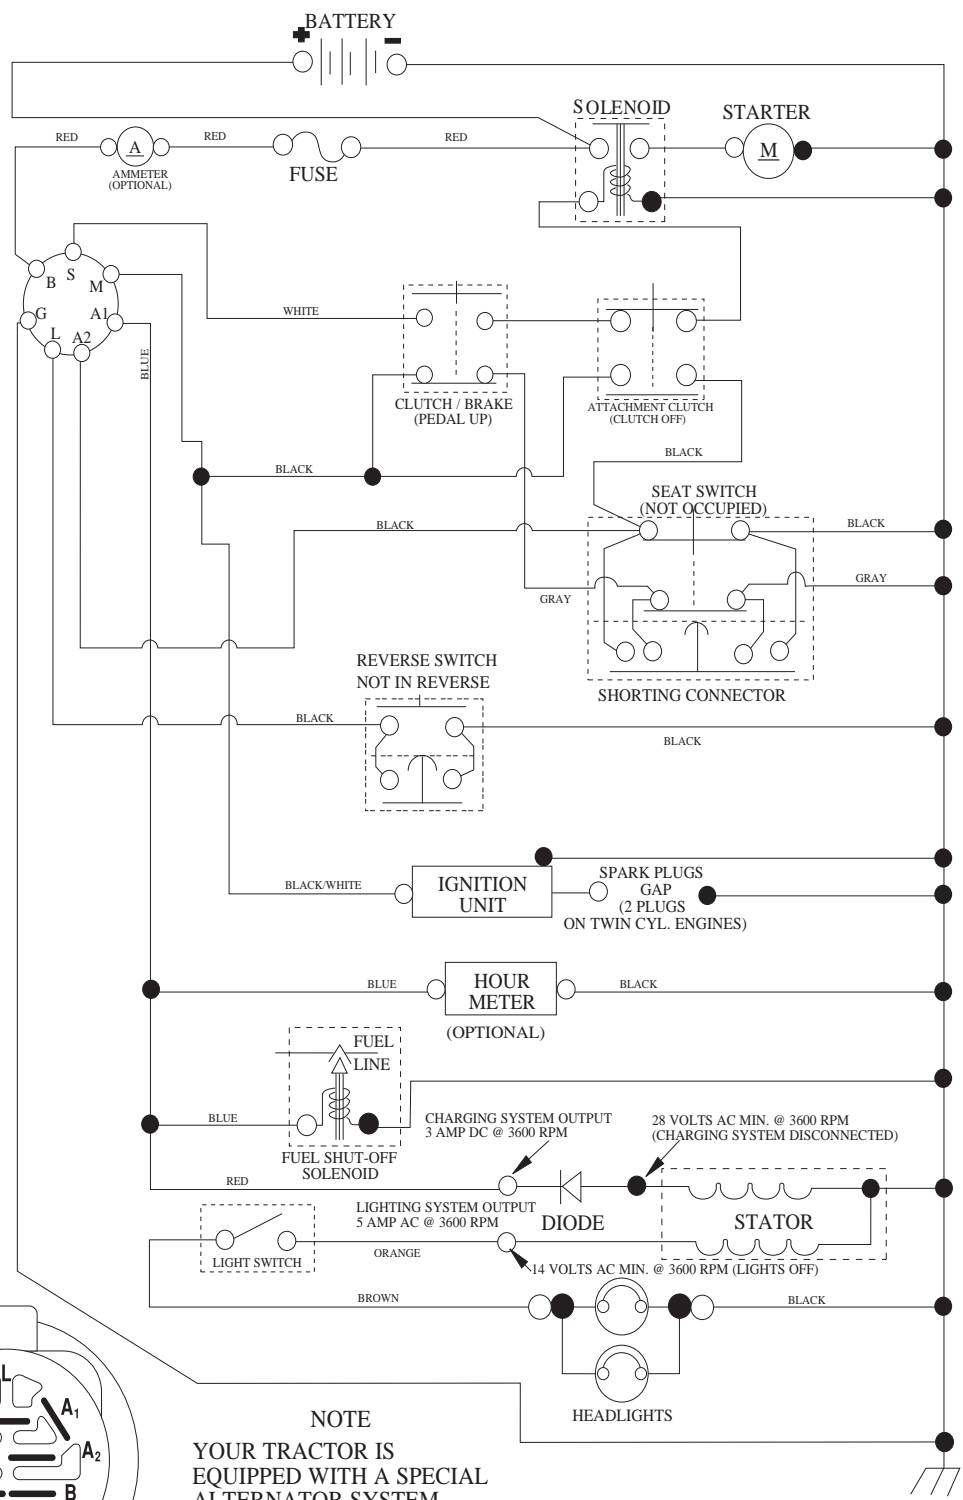 BATTERY
SOLENOID
STARTER
RED
A
RED
RED
M
AMMETER
(OPTIONAL)
FUSE
B
S
M
G
A1
L
A2
BLUE
WHITE
CLUTCH / BRAKE
(PEDAL UP)
ATTACHMENT CLUTCH
(CLUTCH OFF)
BLACK
BLACK
SEAT SWITCH
(NOT OCCUPIED)
BLACK
BLACK
GRAY
GRAY
REVERSE SWITCH
NOT IN REVERSE
SHORTING CONNECTOR
BLACK
BLACK
BLACK/WHITE
IGNITION
UNIT
SPARK PLUGS
GAP
(2 PLUGS
ON TWIN CYL. ENGINES)
BLUE
HOUR
METER
BLACK
(OPTIONAL)
FUEL
LINE
BLUE
FUEL SHUT-OFF
SOLENOID
CHARGING SYSTEM OUTPUT
3 AMP DC @ 3600 RPM
28 VOLTS AC MIN. @ 3600 RPM
(CHARGING SYSTEM DISCONNECTED)
RED
LIGHTING SYSTEM OUTPUT
5 AMP AC @ 3600 RPM
DIODE
STATOR
LIGHT SWITCH
ORANGE
14 VOLTS AC MIN. @ 3600 RPM (LIGHTS OFF)
BROWN
BLACK
HEADLIGHTS
L
A1
A2
B
NOTE
YOUR TRACTOR IS
EQUIPPED WITH A SPECIAL
ALTERNATOR SYSTEM